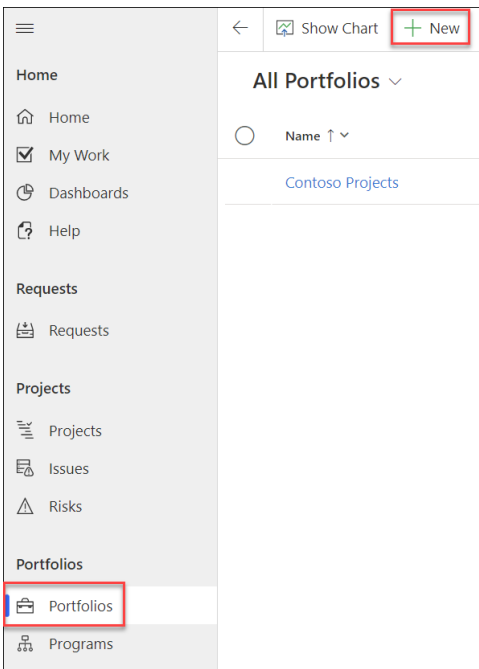 Show Chart
New
All Portfolios
Name
Contoso Projects
Home
Home
My Work
Dashboards
Help
Requests
Requests
Projects
Projects
Issues
Risks
Portfolios
Portfolios
Programs